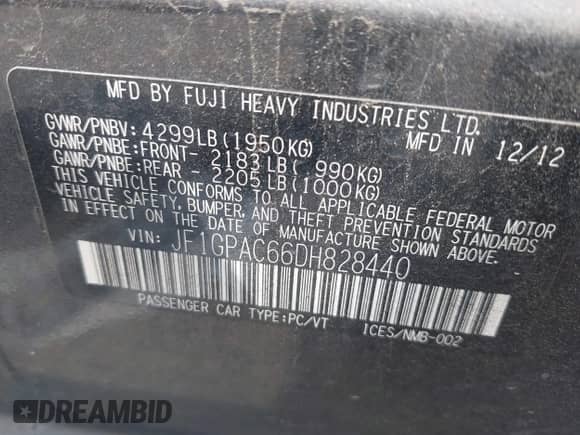 MFD BY FUJI HEAVY INDUSTRIES LTD.
GVWR/PNBV: 4299LB(1950KG) MFD IN 12/12
GAWR/PNBE:FRONT- 2183LB( 990KG)
GAWR/PNBE:REAR - 2205LB(1000KG)
THIS VEHICLE CONFORMS TO ALL APPLICABLE FEDERAL MOTOR
VEHICLE SAFETY, BUMPER, AND THEFT PREVENTION STANDARDS
IN EFFECT ON THE DATE OF MANUFACTURE SHOWN ABOVE.
VIN: JF1GPAC66DH828440
PASSENGER CAR TYPE:PC/VT ICES/NMB-002
DREAMBID